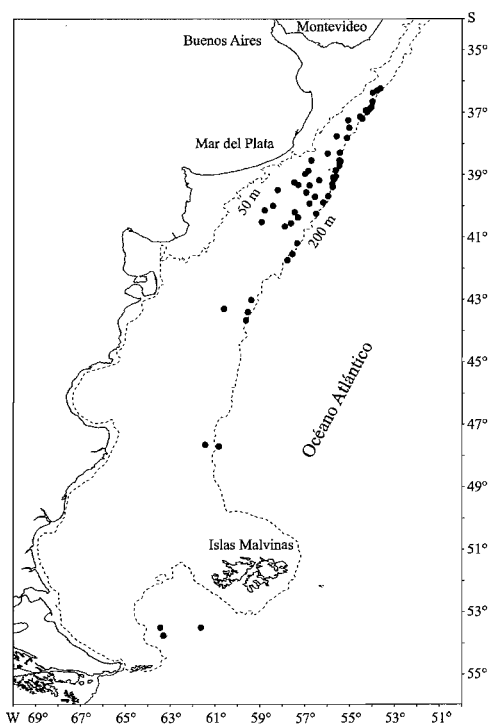 S
Montevideo
Buenos Aires
35°
37°
Mar del Plata
39°
50 m
200 m
41°
43°
45°
Océano Atlántico
47°
49°
Islas Malvinas
51°
53°
55°
W 69° 67° 65° 63° 61° 59° 57° 55° 53° 51°